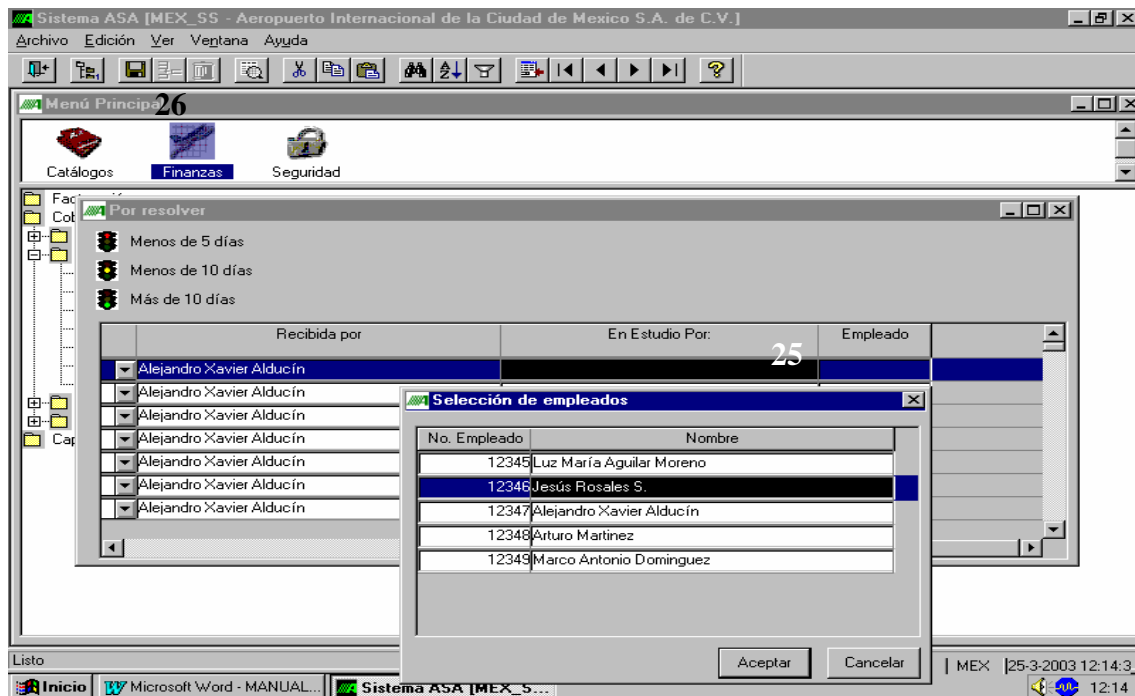 Sistema ASA [MEX_SS - Aeropuerto Internacional de la Ciudad de Mexico S.A. de C.V.]
Archivo Edición Ver Ventana Ayuda
Menú Principal 26
Catálogos Finanzas Seguridad
Por resolver
Menos de 5 días
Menos de 10 días
Más de 10 días
Recibida por En Estudio Por: Empleado
25
Alejandro Xavier Alducín
Alejandro Xavier Alducín
Alejandro Xavier Alducín
Alejandro Xavier Alducín
Alejandro Xavier Alducín
Alejandro Xavier Alducín
Alejandro Xavier Alducín
Selección de empleados
No. Empleado Nombre
12345 Luz María Aguilar Moreno
12346 Jesús Rosales S.
12347 Alejandro Xavier Alducín
12348 Arturo Martinez
12349 Marco Antonio Dominguez
Aceptar Cancelar
Listo MEX 25-3-2003 12:14:3
Inicio Microsoft Word - MANUAL... Sistema ASA [MEX_S... 12:14